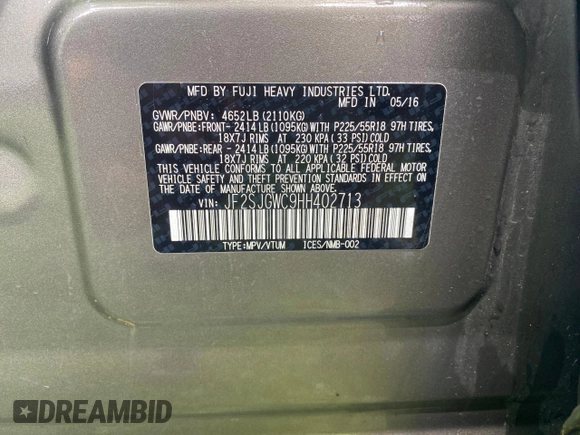 MFD BY FUJI HEAVY INDUSTRIES LTD.
MFD IN 05/16
GVWR/PNBV: 4652LB (2110KG)
GAWR/PNBE: FRONT- 2414 LB (1095KG) WITH P225/55R18 97H TIRES,
18X7J RIMS AT 230 KPA ( 33 PSI) COLD
GAWR/PNBE: REAR - 2414 LB (1095KG) WITH P225/55R18 97H TIRES,
18X7J RIMS AT 220 KPA ( 32 PSI) COLD
THIS VEHICLE CONFORMS TO ALL APPLICABLE FEDERAL MOTOR
VEHICLE SAFETY STANDARDS IN EFFECT ON THE DATE OF
MANUFACTURE SHOWN ABOVE.
VIN: JF2SJGWC9HH402713
TYPE:MPV/VTUM ICES/NMB-002
DREAMBID